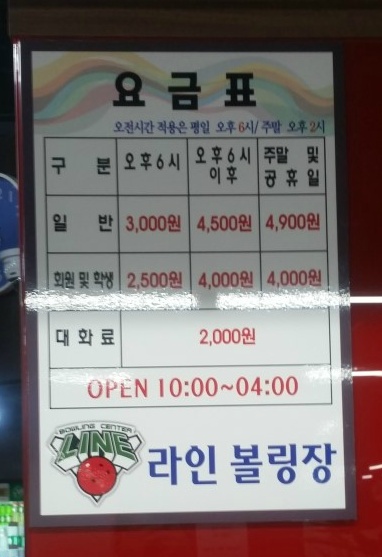 요금표
오전시간 적용은 평일 오후 6시/ 주말 오후 2시
구 분 오후6시 오후6시 이후 주말 및 공휴일
일 반 3,000원 4,500원 4,900원
회원 및 학생 2,500원 4,000원 4,000원
대화료 2,000원
OPEN 10:00~04:00
BOWLING CENTER
LINE
라인 볼링장